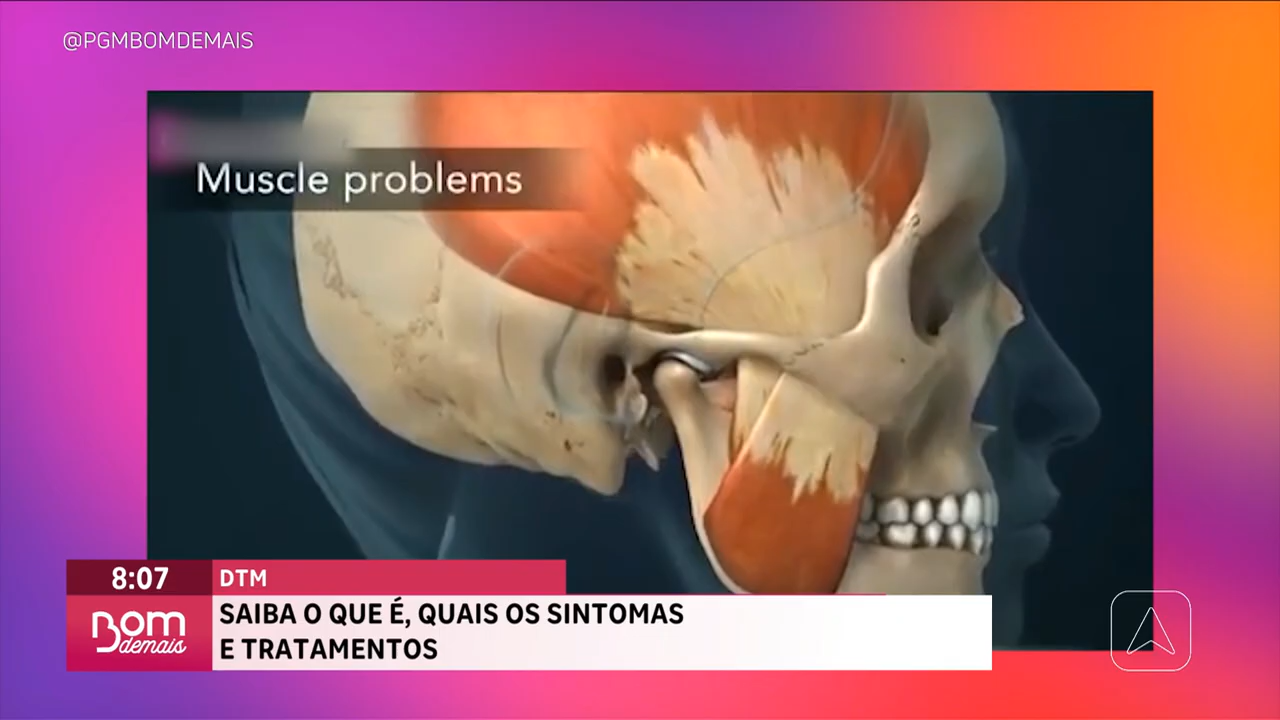 @PGMBOMDEMAIS
Muscle problems
8:07
DTM
Bom
demais
SAIBA O QUE É, QUAIS OS SINTOMAS
E TRATAMENTOS